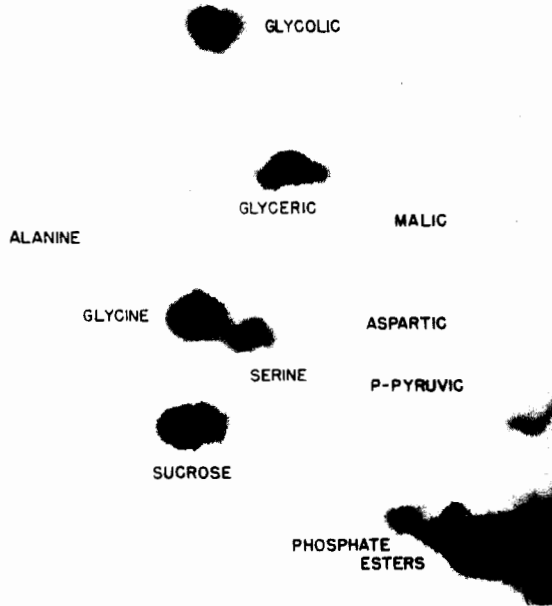 GLYCOLIC
GLYCERIC
MALIC
ALANINE
GLYCINE
ASPARTIC
SERINE
P-PYRUVIC
SUCROSE
PHOSPHATE
ESTERS